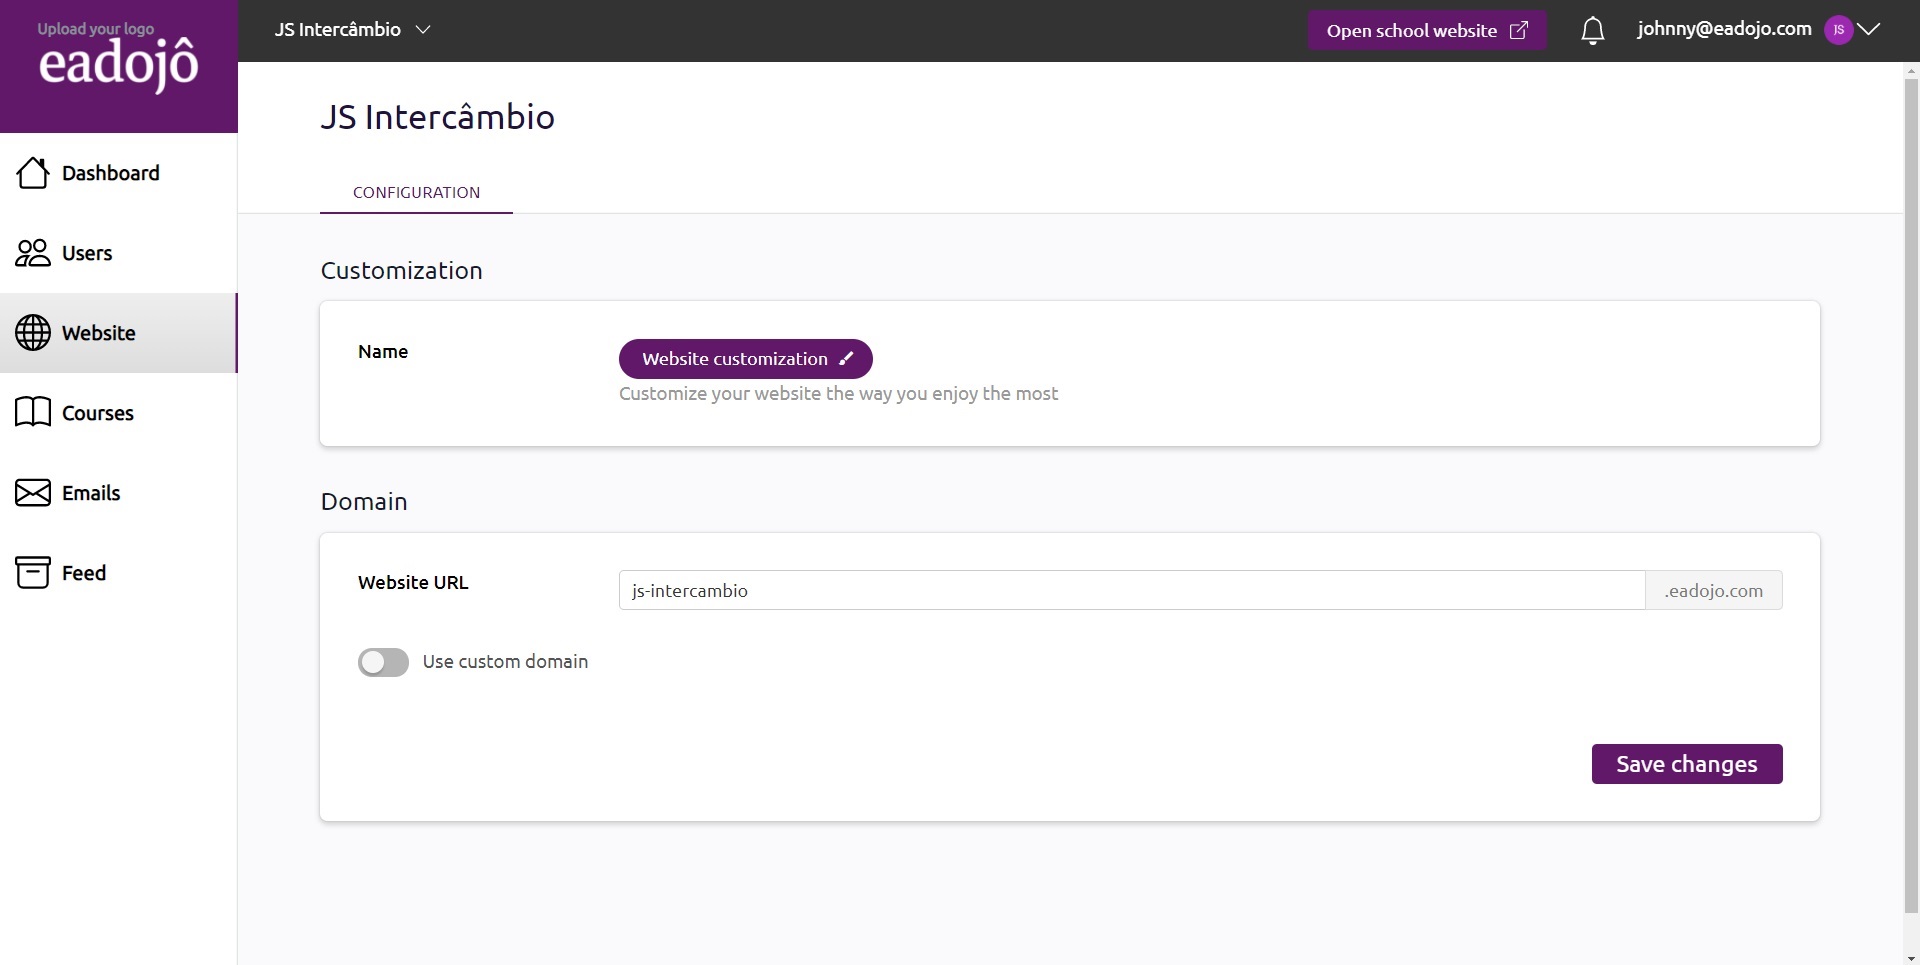 Upload your logo
eadojô
JS Intercâmbio
Open school website
johnny@eadojo.com
JS
Dashboard
Users
Website
Courses
Emails
Feed
JS Intercâmbio
CONFIGURATION
Customization
Name
Website customization
Customize your website the way you enjoy the most
Domain
Website URL
js-intercambio
.eadojo.com
Use custom domain
Save changes